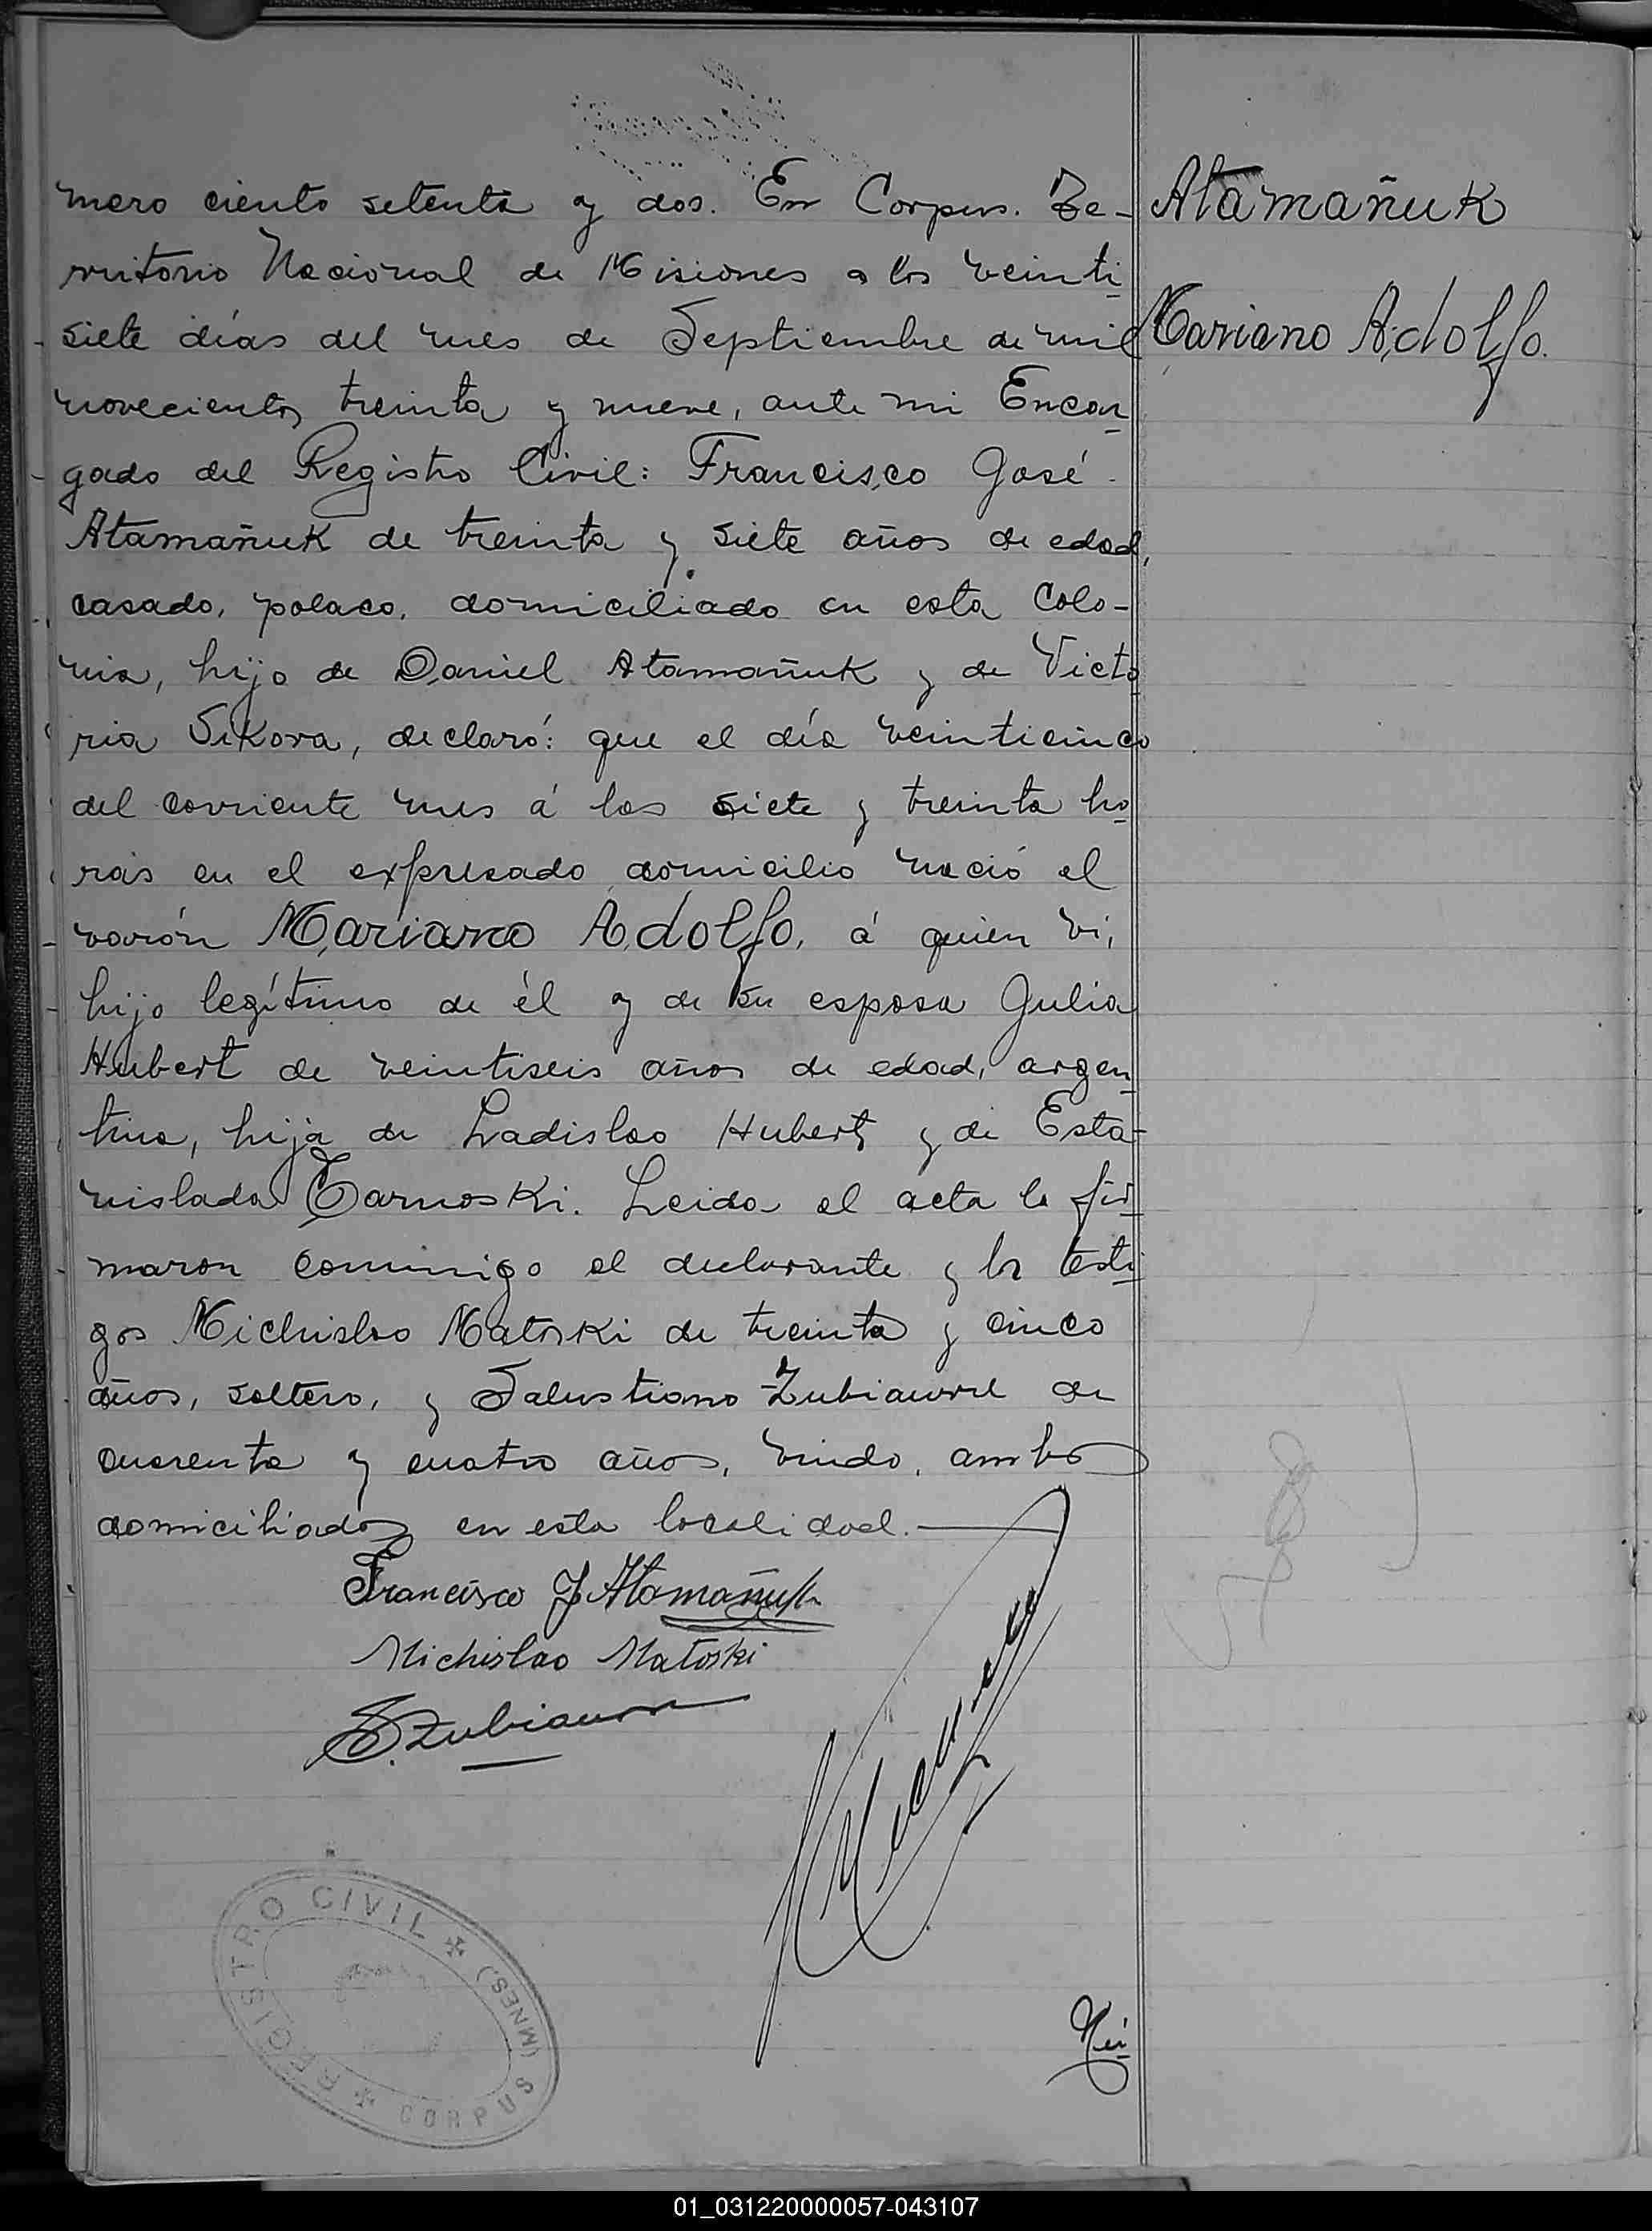 mero ciento setenta y dos. En Corpus. Te-
rritorio Nacional de Misiones a los veinti
siete días del mes de Septiembre de mil
novecientos treinta y nueve, ante mi Encar
gado del Registro Civil: Francisco José
Atamañuk de treinta y siete años de edad,
casado, polaco, domiciliado en esta Colo-
nia, hijo de Daniel Atamañuk y de Victo
ria Sikora, declaró: que el día veinticinco
del corriente mes á las siete y treinta ho
ras en el expresado domicilio nació el
varón Mariano Adolfo, á quien vi,
hijo legítimo de él y de su esposa Julia
Hubert de veintiseis años de edad, argen
tina, hija de Ladislao Hubert y de Esta-
nislada Tarnoski. Leida el acta la fir
maron conmigo el declarante y los testi
gos Michislao Matoski de treinta y cinco
años, soltero, y Salustiano Zubiaurre de
cuarenta y cuatro años, viudo, ambos
domiciliados en esta localidad.
Atamañuk
Mariano Adolfo.
Francisco J Atamañuk
Michislao Matoski
S. Zubiaurre
REGISTRO CIVIL
CORPUS (MNES.)
Nú
01_031220000057-043107